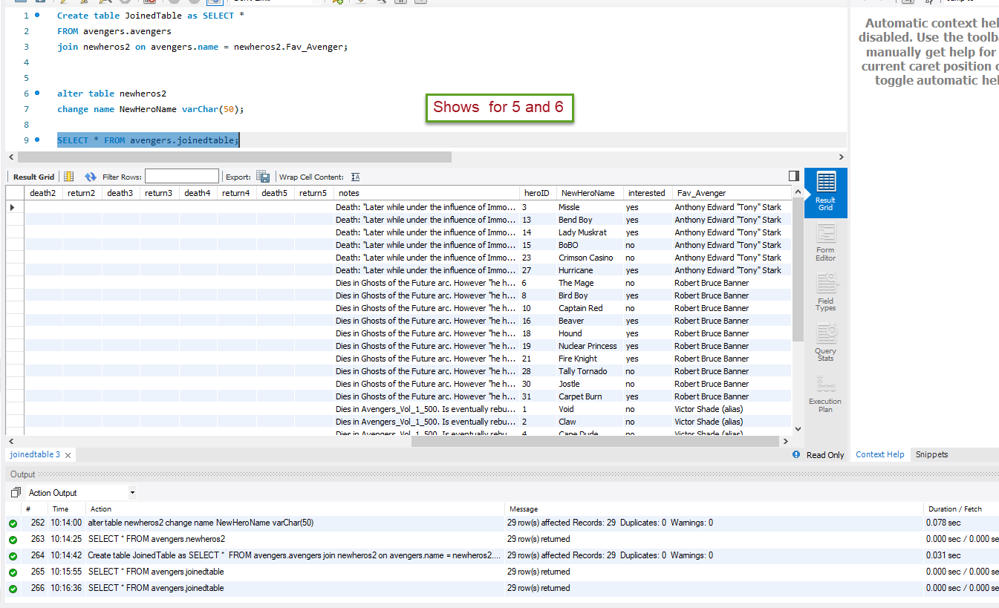 1 Create table JoinedTable as SELECT *
2 FROM avengers.avengers
3 join newheros2 on avengers.name = newheros2.Fav_Avenger;
4
5
6 alter table newheros2
7 change name NewHeroName varChar(50);
8
9 SELECT * FROM avengers.joinedtable;
Shows for 5 and 6
Automatic context hel
disabled. Use the toolba
manually get help for
current caret position o
toggle automatic hel
Result Grid Filter Rows: Export: Wrap Cell Content:
death2 return2 death3 return3 death4 return4 death5 return5 notes heroID NewHeroName interested Fav_Avenger
Death: "Later while under the influence of Immo... 3 Missle yes Anthony Edward "Tony" Stark
Death: "Later while under the influence of Immo... 13 Bend Boy yes Anthony Edward "Tony" Stark
Death: "Later while under the influence of Immo... 14 Lady Muskrat yes Anthony Edward "Tony" Stark
Death: "Later while under the influence of Immo... 15 BoBO no Anthony Edward "Tony" Stark
Death: "Later while under the influence of Immo... 23 Crimson Casino no Anthony Edward "Tony" Stark
Death: "Later while under the influence of Immo... 27 Hurricane yes Anthony Edward "Tony" Stark
Dies in Ghosts of the Future arc. However "he h... 6 The Mage no Robert Bruce Banner
Dies in Ghosts of the Future arc. However "he h... 8 Bird Boy yes Robert Bruce Banner
Dies in Ghosts of the Future arc. However "he h... 10 Captain Red no Robert Bruce Banner
Dies in Ghosts of the Future arc. However "he h... 16 Beaver yes Robert Bruce Banner
Dies in Ghosts of the Future arc. However "he h... 18 Hound yes Robert Bruce Banner
Dies in Ghosts of the Future arc. However "he h... 19 Nuclear Princess yes Robert Bruce Banner
Dies in Ghosts of the Future arc. However "he h... 21 Fire Knight yes Robert Bruce Banner
Dies in Ghosts of the Future arc. However "he h... 28 Tally Tornado no Robert Bruce Banner
Dies in Ghosts of the Future arc. However "he h... 30 Jostle no Robert Bruce Banner
Dies in Ghosts of the Future arc. However "he h... 31 Carpet Burn yes Robert Bruce Banner
Dies in Avengers_Vol_1_500. Is eventually rebu... 1 Void no Victor Shade (alias)
Dies in Avengers_Vol_1_500. Is eventually rebu... 2 Claw no Victor Shade (alias)
Dies in Avengers_Vol_1_500. Is eventually rebu... 4 Cape Dude no Victor Shade (alias)
Result
Grid
Form
Editor
Field
Types
Query
Stats
Execution
Plan
joinedtable 3 Read Only Context Help Snippets
Output
Action Output
# Time Action Message Duration / Fetch
262 10:14:00 alter table newheros2 change name NewHeroName varChar(50) 29 row(s) affected Records: 29 Duplicates: 0 Warnings: 0 0.078 sec
263 10:14:25 SELECT * FROM avengers.newheros2 29 row(s) returned 0.000 sec / 0.000 se
264 10:14:42 Create table JoinedTable as SELECT * FROM avengers.avengers join newheros2 on avengers.name = newheros2.... 29 row(s) affected Records: 29 Duplicates: 0 Warnings: 0 0.031 sec
265 10:15:55 SELECT * FROM avengers.joinedtable 29 row(s) returned 0.000 sec / 0.000 se
266 10:16:36 SELECT * FROM avengers.joinedtable 29 row(s) returned 0.000 sec / 0.000 se